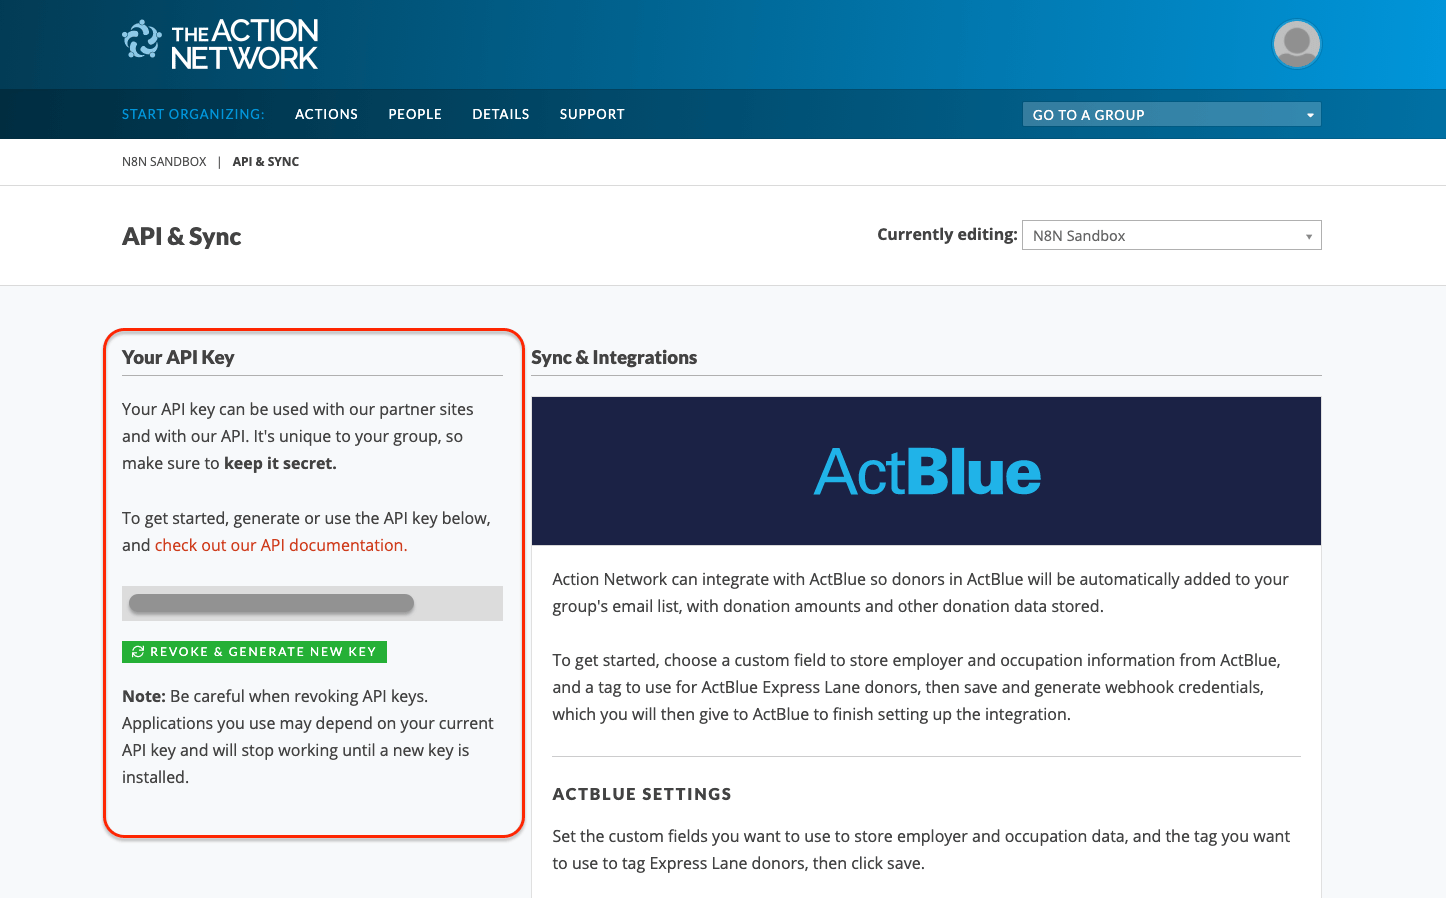 THE ACTION
NETWORK
START ORGANIZING: ACTIONS PEOPLE DETAILS SUPPORT GO TO A GROUP
N8N SANDBOX | API & SYNC
API & Sync
Currently editing: N8N Sandbox
Your API Key
Your API key can be used with our partner sites
and with our API. It's unique to your group, so
make sure to keep it secret.
To get started, generate or use the API key below,
and check out our API documentation.
REVOKE & GENERATE NEW KEY
Note: Be careful when revoking API keys.
Applications you use may depend on your current
API key and will stop working until a new key is
installed.
Sync & Integrations
ActBlue
Action Network can integrate with ActBlue so donors in ActBlue will be automatically added to your
group's email list, with donation amounts and other donation data stored.
To get started, choose a custom field to store employer and occupation information from ActBlue,
and a tag to use for ActBlue Express Lane donors, then save and generate webhook credentials,
which you will then give to ActBlue to finish setting up the integration.
ACTBLUE SETTINGS
Set the custom fields you want to use to store employer and occupation data, and the tag you want
to use to tag Express Lane donors, then click save.